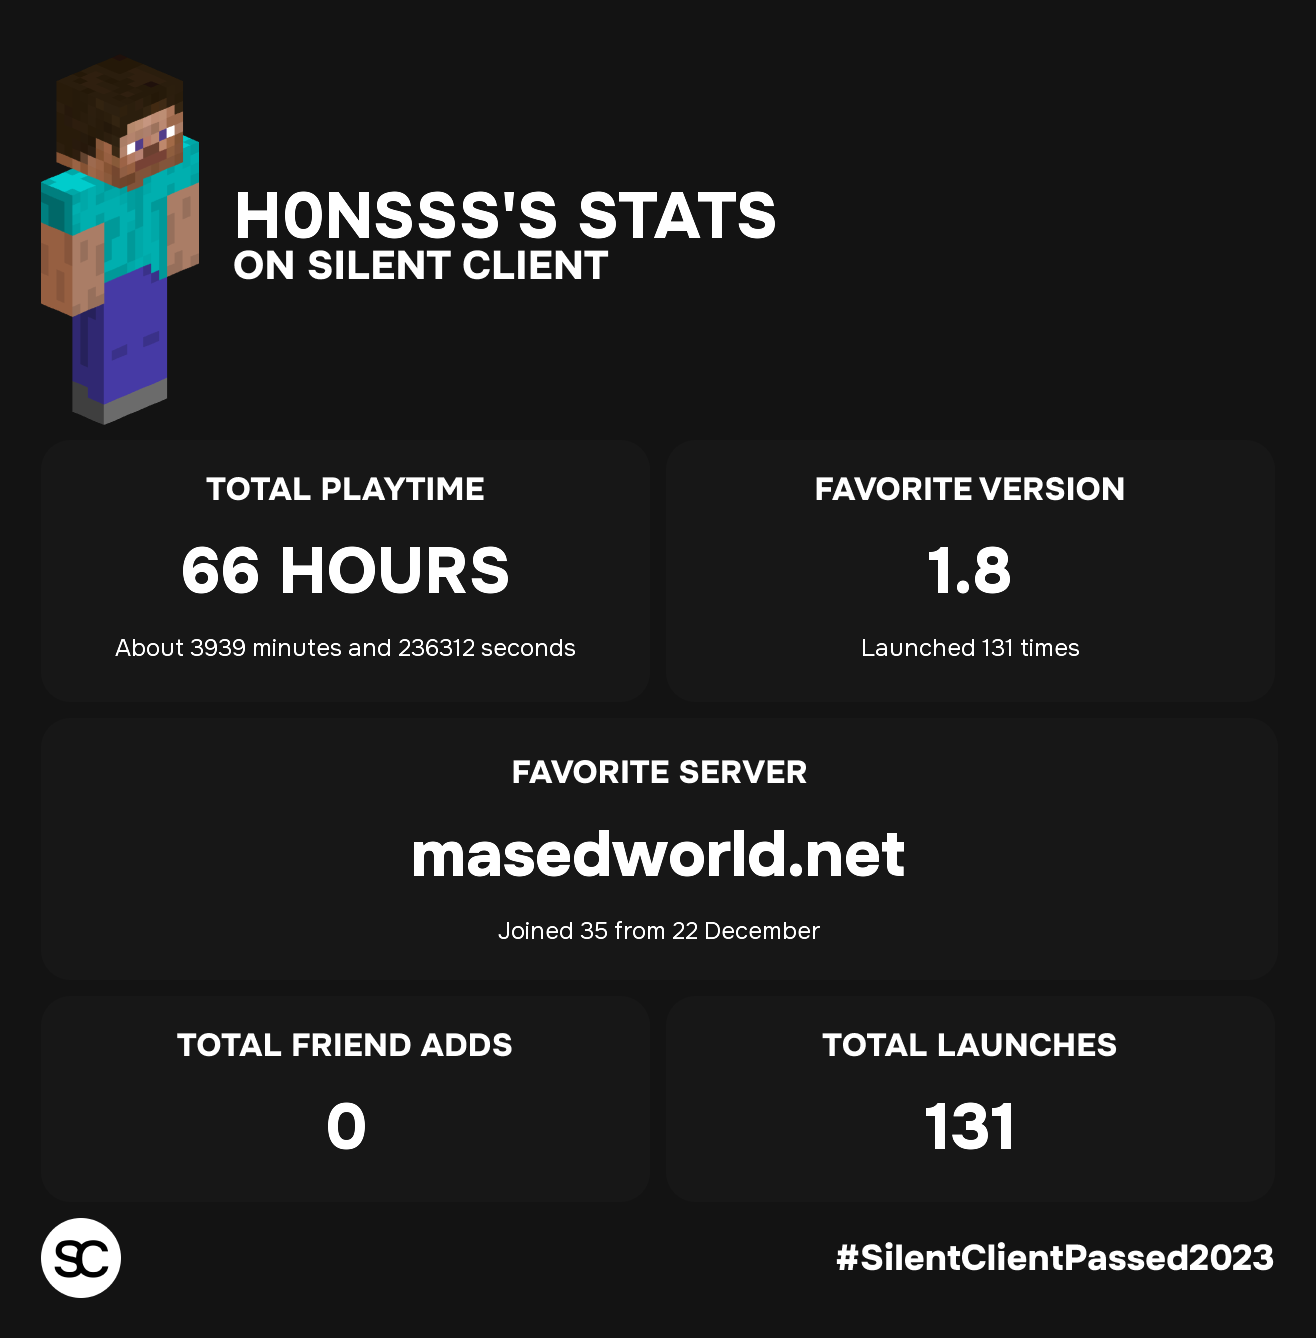 H0NSSS'S STATS
ON SILENT CLIENT
TOTAL PLAYTIME
66 HOURS
About 3939 minutes and 236312 seconds
FAVORITE VERSION
1.8
Launched 131 times
FAVORITE SERVER
masedworld.net
Joined 35 from 22 December
TOTAL FRIEND ADDS
0
TOTAL LAUNCHES
131
SC
#SilentClientPassed2023